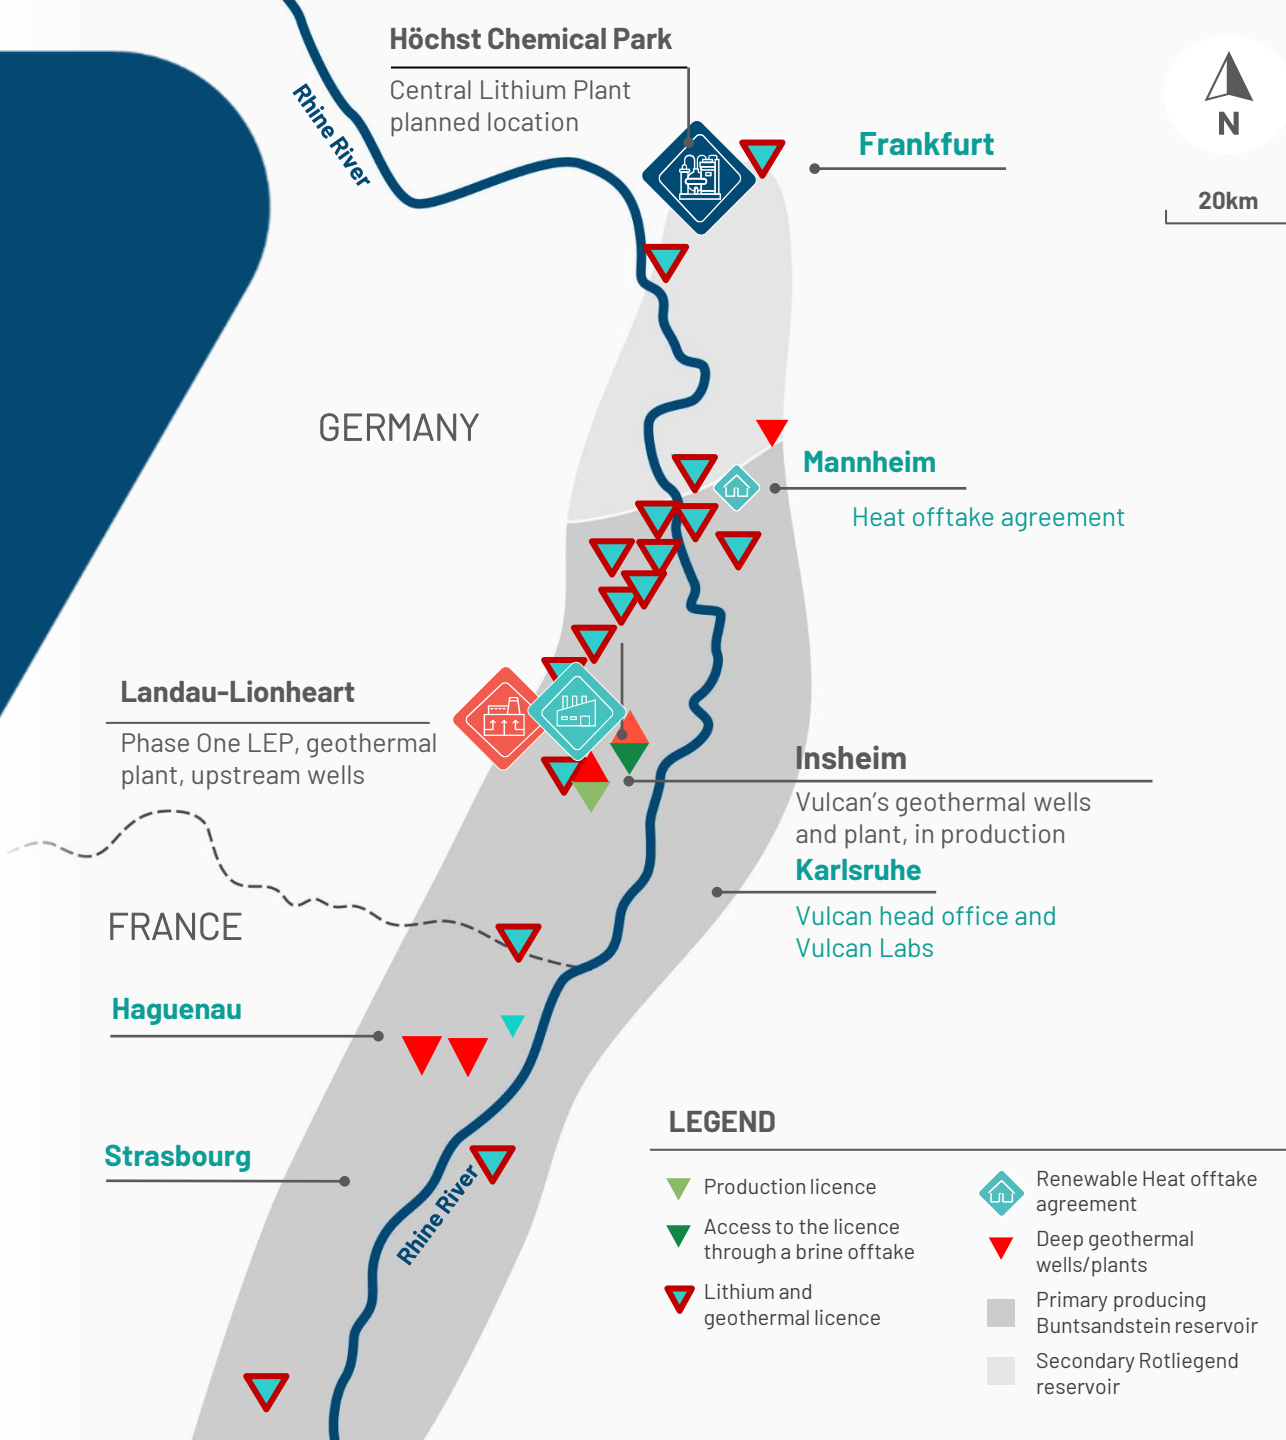 Höchst Chemical Park
Central Lithium Plant
planned location
Rhine River
N
Frankfurt
20km
GERMANY
Mannheim
Heat offtake agreement
Landau-Lionheart
Phase One LEP, geothermal
plant, upstream wells
Insheim
Vulcan's geothermal wells
and plant, in production
Karlsruhe
Vulcan head office and
Vulcan Labs
FRANCE
Haguenau
Strasbourg
Rhine River
LEGEND
Production licence
Access to the licence
through a brine offtake
Lithium and
geothermal licence
Renewable Heat offtake
agreement
Deep geothermal
wells/plants
Primary producing
Buntsandstein reservoir
Secondary Rotliegend
reservoir